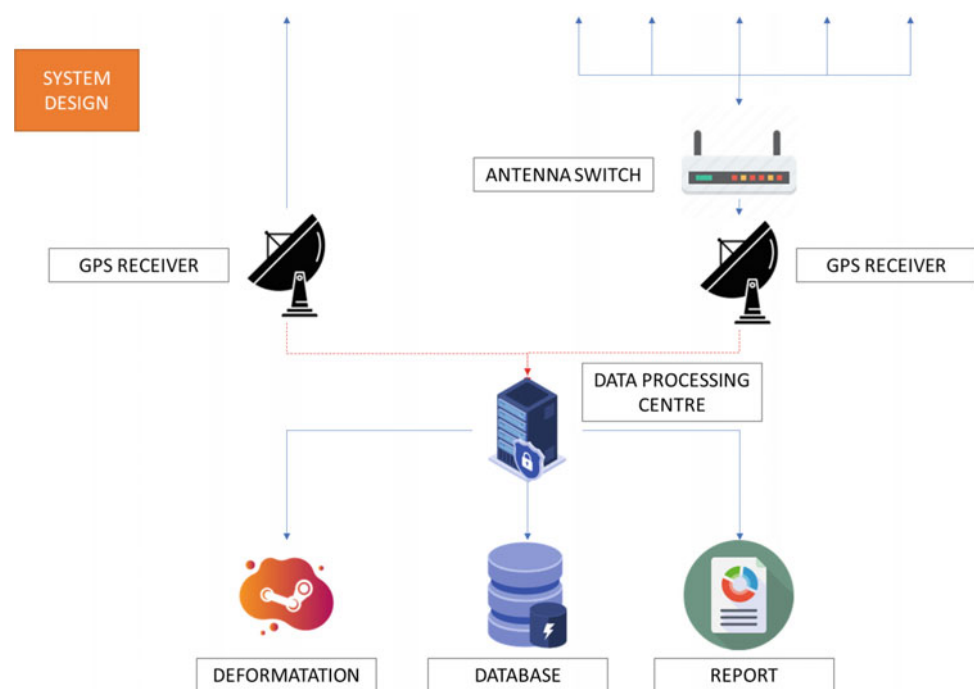 SYSTEM
DESIGN
ANTENNA SWITCH
GPS RECEIVER
GPS RECEIVER
DATA PROCESSING
CENTRE
DEFORMATATION
DATABASE
REPORT